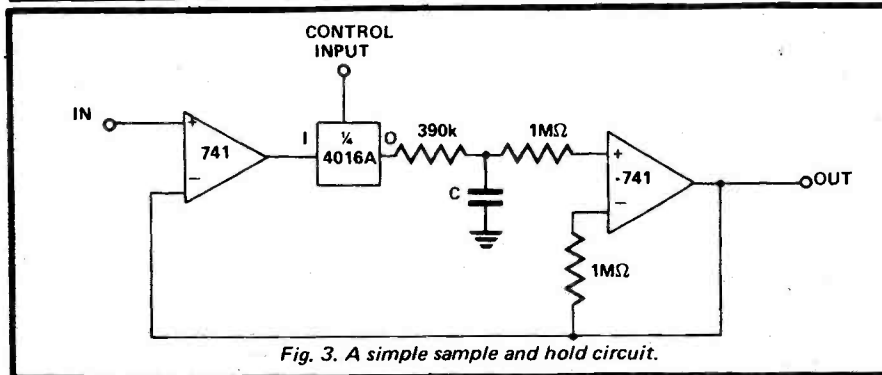 CONTROL
INPUT
IN
+
741
−
I
¼
4016A
O
390k
1MΩ
C
+
-741
−
OUT
1MΩ
Fig. 3. A simple sample and hold circuit.